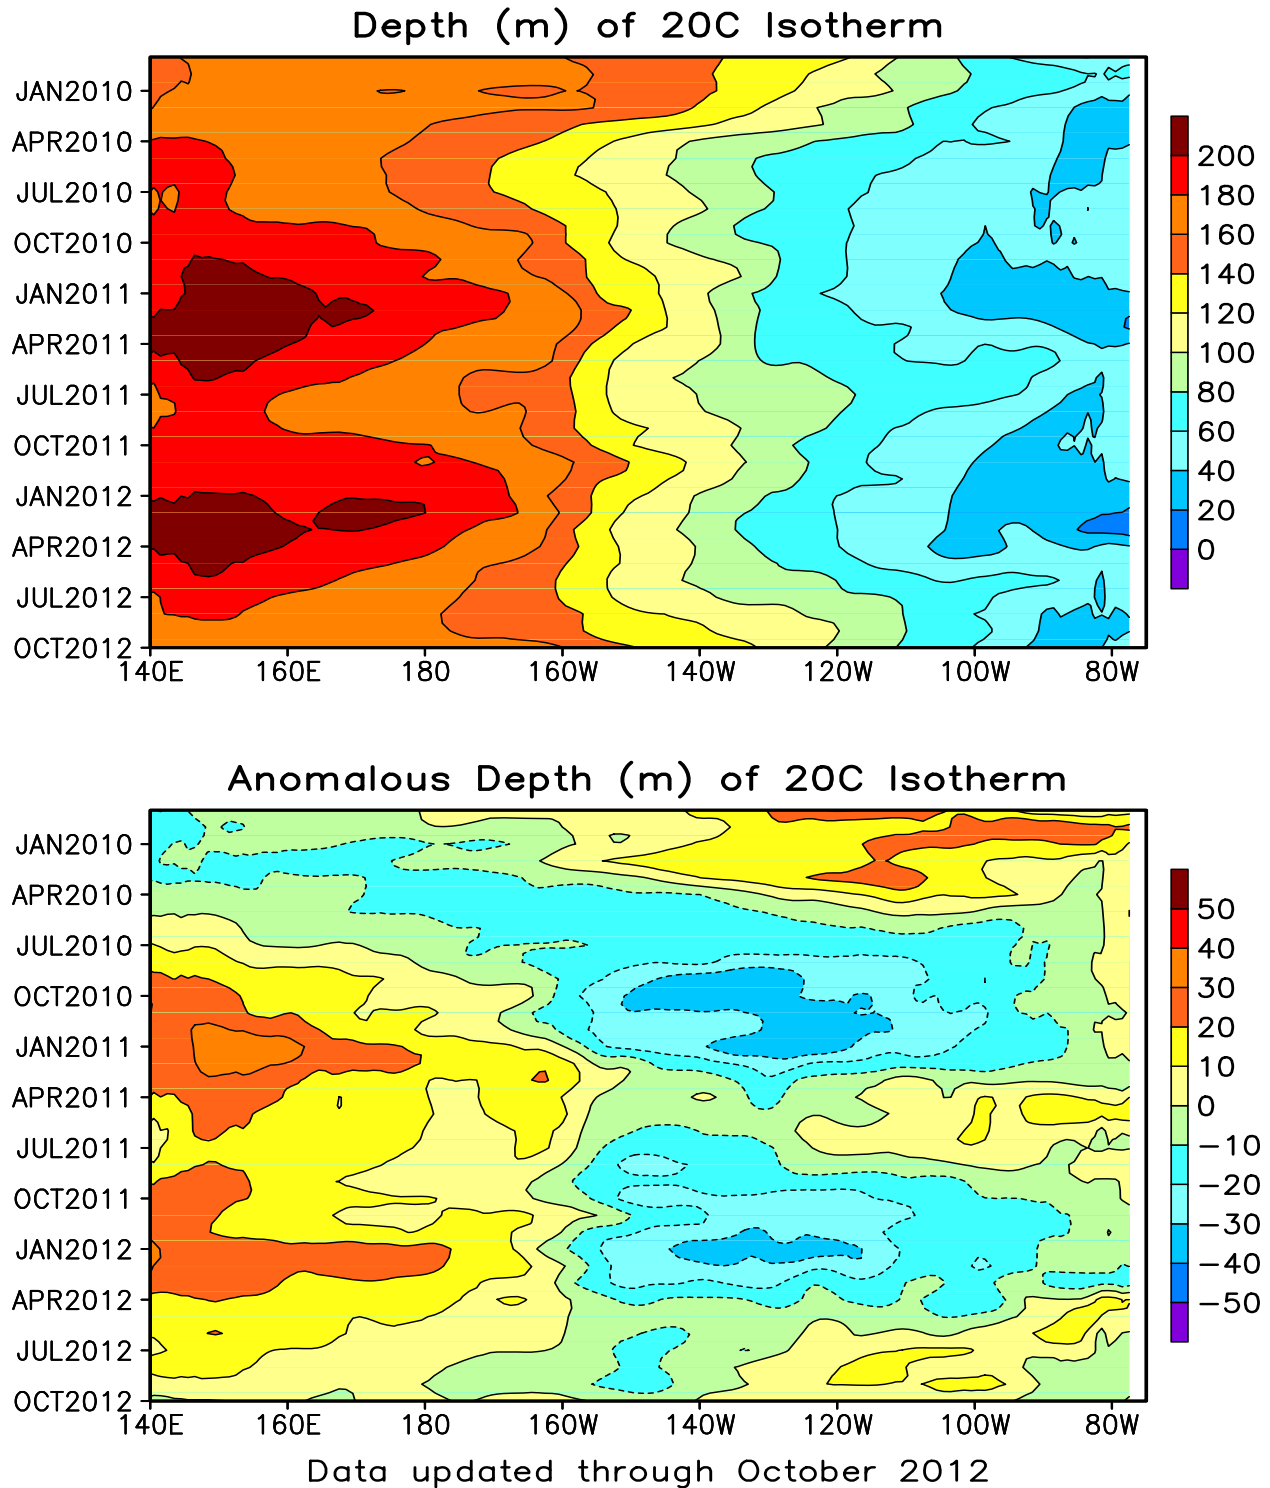 Depth (m) of 20C Isotherm
JAN2010
APR2010
JUL2010
OCT2010
JAN2011
APR2011
JUL2011
OCT2011
JAN2012
APR2012
JUL2012
OCT2012
140E 160E 180 160W 140W 120W 100W 80W
200
180
160
140
120
100
80
60
40
20
0
Anomalous Depth (m) of 20C Isotherm
JAN2010
APR2010
JUL2010
OCT2010
JAN2011
APR2011
JUL2011
OCT2011
JAN2012
APR2012
JUL2012
OCT2012
140E 160E 180 160W 140W 120W 100W 80W
50
40
30
20
10
0
−10
−20
−30
−40
−50
Data updated through October 2012